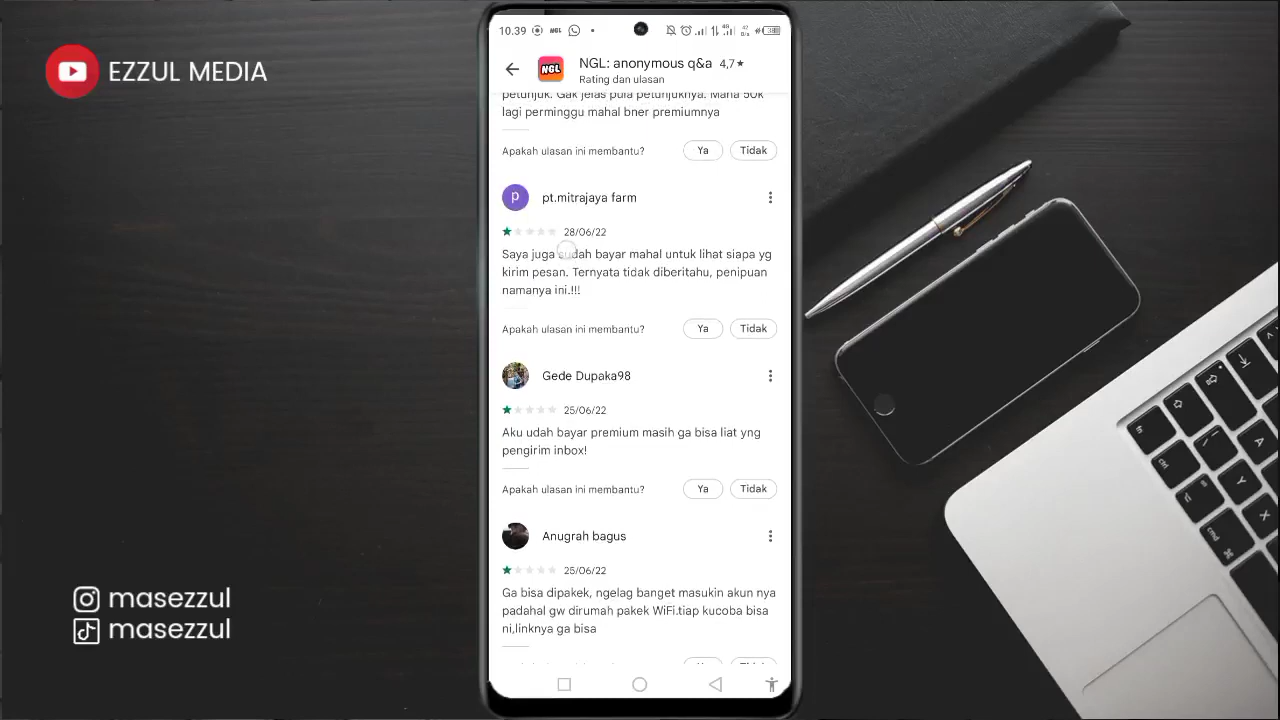 EZZUL MEDIA
10.39
NGL
NGL: anonymous q&a 4,7★
Rating dan ulasan
petunjuk. Gak jelas pula petunjuknya. Mana 50k
lagi perminggu mahal bner premiumnya
Apakah ulasan ini membantu? Ya Tidak
p pt.mitrajaya farm
28/06/22
Saya juga sudah bayar mahal untuk lihat siapa yg
kirim pesan. Ternyata tidak diberitahu, penipuan
namanya ini.!!!
Apakah ulasan ini membantu? Ya Tidak
Gede Dupaka98
25/06/22
Aku udah bayar premium masih ga bisa liat yng
pengirim inbox!
Apakah ulasan ini membantu? Ya Tidak
Anugrah bagus
25/06/22
Ga bisa dipakek, ngelag banget masukin akun nya
padahal gw dirumah pakek WiFi.tiap kucoba bisa
ni,linknya ga bisa
masezzul
masezzul